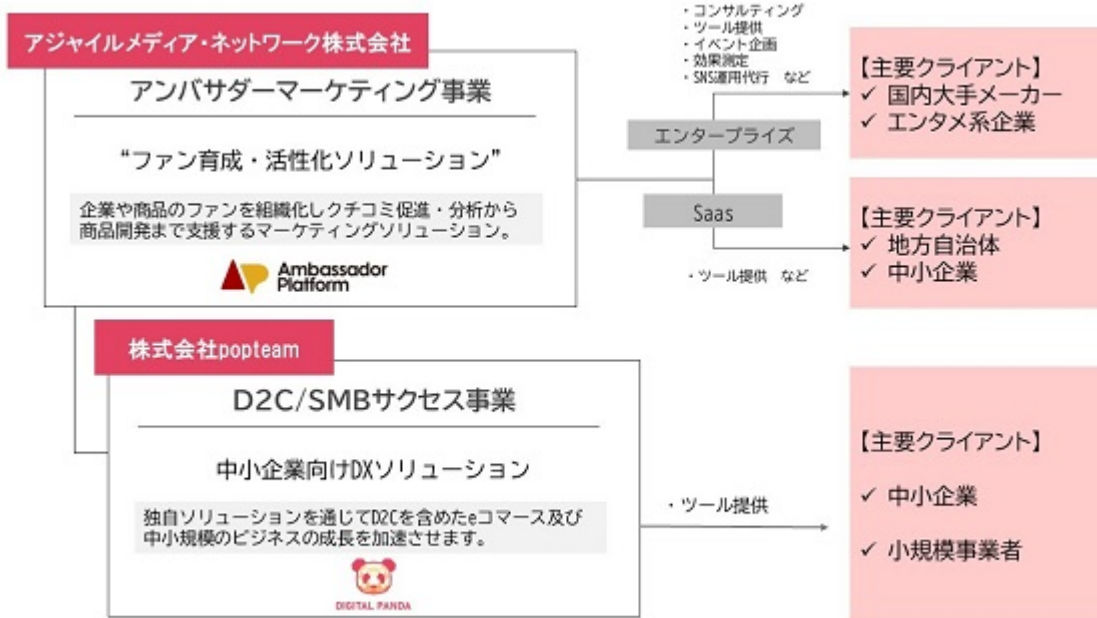 アジャイルメディア・ネットワーク株式会社
アンバサダーマーケティング事業
“ファン育成・活性化ソリューション”
企業や商品のファンを組織化しクチコミ促進・分析から
商品開発まで支援するマーケティングソリューション。
Ambassador
Platform
・コンサルティング
・ツール提供
・イベント企画
・効果測定
・SNS運用代行 など
エンタープライズ
Saas
・ツール提供 など
【主要クライアント】
✓ 国内大手メーカー
✓ エンタメ系企業
【主要クライアント】
✓ 地方自治体
✓ 中小企業
株式会社popteam
D2C/SMBサクセス事業
中小企業向けDXソリューション
独自ソリューションを通じてD2Cを含めたeコマース及び
中小規模のビジネスの成長を加速させます。
DIGITAL PANDA
・ツール提供
【主要クライアント】
✓ 中小企業
✓ 小規模事業者